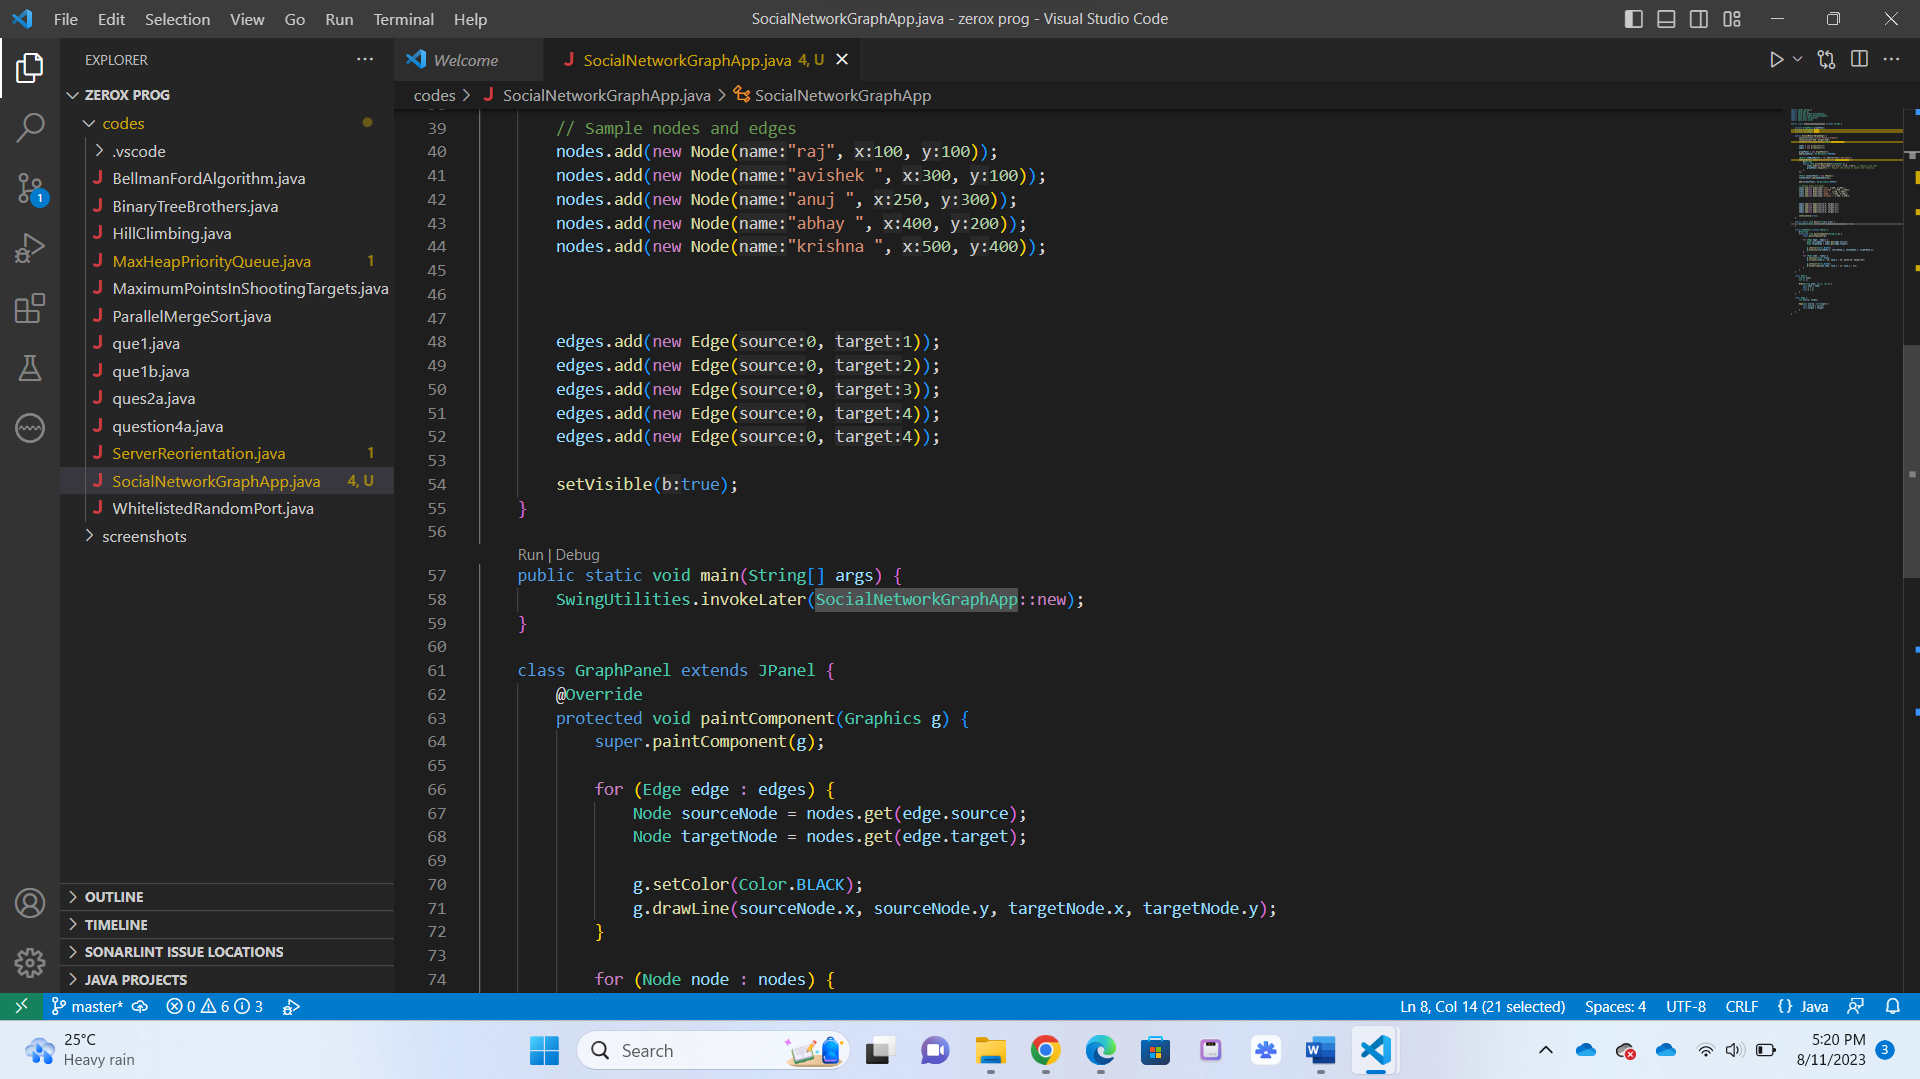 File Edit Selection View Go Run Terminal Help
SocialNetworkGraphApp.java - zerox prog - Visual Studio Code
EXPLORER
ZEROX PROG
codes
.vscode
BellmanFordAlgorithm.java
BinaryTreeBrothers.java
HillClimbing.java
MaxHeapPriorityQueue.java 1
MaximumPointsInShootingTargets.java
ParallelMergeSort.java
que1.java
que1b.java
ques2a.java
question4a.java
ServerReorientation.java 1
SocialNetworkGraphApp.java 4, U
WhitelistedRandomPort.java
screenshots
OUTLINE
TIMELINE
SONARLINT ISSUE LOCATIONS
JAVA PROJECTS
1
Welcome
J SocialNetworkGraphApp.java 4, U
codes > J SocialNetworkGraphApp.java > SocialNetworkGraphApp
39 // Sample nodes and edges
40 nodes.add(new Node(name:"raj", x:100, y:100));
41 nodes.add(new Node(name:"avishek ", x:300, y:100));
42 nodes.add(new Node(name:"anuj ", x:250, y:300));
43 nodes.add(new Node(name:"abhay ", x:400, y:200));
44 nodes.add(new Node(name:"krishna ", x:500, y:400));
45
46
47
48 edges.add(new Edge(source:0, target:1));
49 edges.add(new Edge(source:0, target:2));
50 edges.add(new Edge(source:0, target:3));
51 edges.add(new Edge(source:0, target:4));
52 edges.add(new Edge(source:0, target:4));
53
54 setVisible(b:true);
55 }
56
Run | Debug
57 public static void main(String[] args) {
58 SwingUtilities.invokeLater(SocialNetworkGraphApp::new);
59 }
60
61 class GraphPanel extends JPanel {
62 @Override
63 protected void paintComponent(Graphics g) {
64 super.paintComponent(g);
65
66 for (Edge edge : edges) {
67 Node sourceNode = nodes.get(edge.source);
68 Node targetNode = nodes.get(edge.target);
69
70 g.setColor(Color.BLACK);
71 g.drawLine(sourceNode.x, sourceNode.y, targetNode.x, targetNode.y);
72 }
73
74 for (Node node : nodes) {
master* 0 6 3
Ln 8, Col 14 (21 selected) Spaces: 4 UTF-8 CRLF {} Java
25°C
Heavy rain
Search
5:20 PM
8/11/2023
3